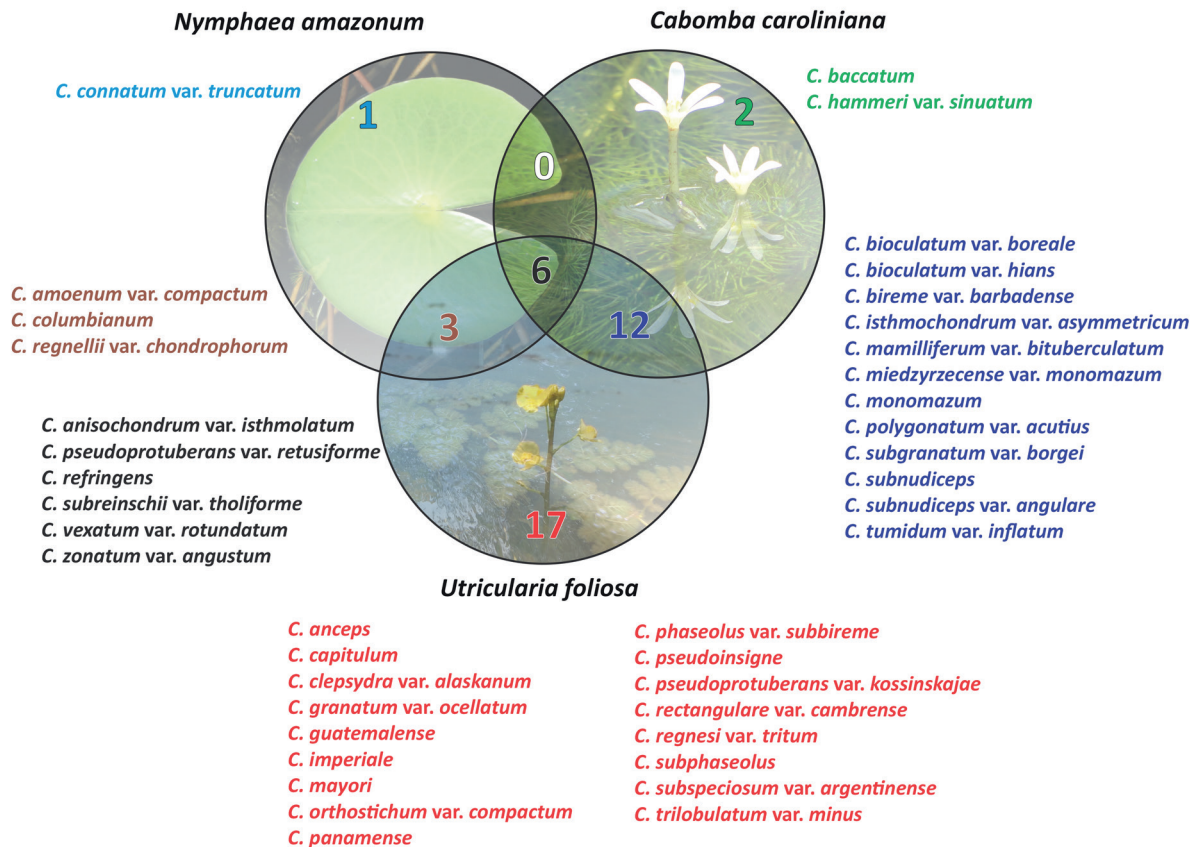 Nymphaea amazonum
Cabomba caroliniana
C. connatum var. truncatum
C. baccatum
C. hammeri var. sinuatum
1
2
0
6
3
12
17
C. amoenum var. compactum
C. columbianum
C. regnellii var. chondrophorum
C. bioculatum var. boreale
C. bioculatum var. hians
C. bireme var. barbadense
C. isthmochondrum var. asymmetricum
C. mamilliferum var. bituberculatum
C. miedzyrzecense var. monomazum
C. monomazum
C. polygonatum var. acutius
C. subgranatum var. borgei
C. subnudiceps
C. subnudiceps var. angulare
C. tumidum var. inflatum
C. anisochondrum var. isthmolatum
C. pseudoprotuberans var. retusiforme
C. refringens
C. subreinschii var. tholiforme
C. vexatum var. rotundatum
C. zonatum var. angustum
Utricularia foliosa
C. anceps
C. capitulum
C. clepsydra var. alaskanum
C. granatum var. ocellatum
C. guatemalense
C. imperiale
C. mayori
C. orthostichum var. compactum
C. panamense
C. phaseolus var. subbireme
C. pseudoinsigne
C. pseudoprotuberans var. kossinskajae
C. rectangulare var. cambrense
C. regnesi var. tritum
C. subphaseolus
C. subspeciosum var. argentinense
C. trilobulatum var. minus